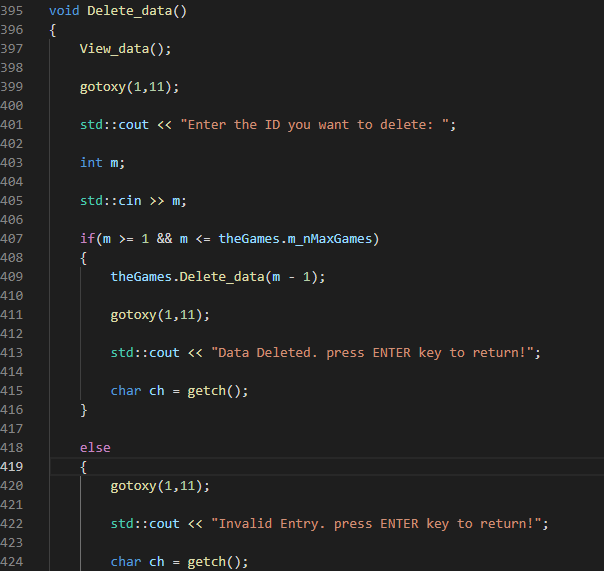 395 void Delete_data()
396 {
397 View_data();
398
399 gotoxy(1,11);
400
401 std::cout << "Enter the ID you want to delete: ";
402
403 int m;
404
405 std::cin >> m;
406
407 if(m >= 1 && m <= theGames.m_nMaxGames)
408 {
409 theGames.Delete_data(m - 1);
410
411 gotoxy(1,11);
412
413 std::cout << "Data Deleted. press ENTER key to return!";
414
415 char ch = getch();
416 }
417
418 else
419 {
420 gotoxy(1,11);
421
422 std::cout << "Invalid Entry. press ENTER key to return!";
423
424 char ch = getch();